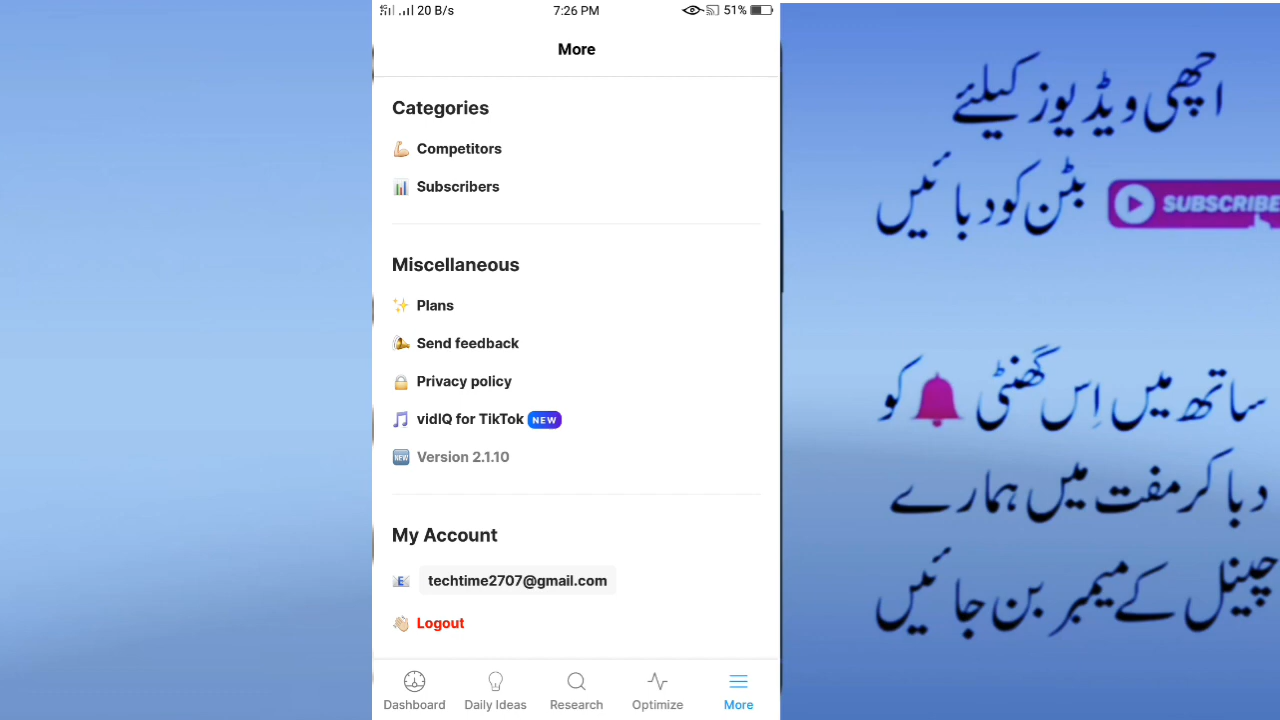 20 B/s
7:26 PM
51%
More
Categories
Competitors
Subscribers
Miscellaneous
Plans
Send feedback
Privacy policy
vidIQ for TikTok NEW
NEW Version 2.1.10
My Account
E techtime2707@gmail.com
Logout
Dashboard
Daily Ideas
Research
Optimize
More
اچھی ویڈیوز کیلئے
SUBSCRIBE بٹن کو دبائیں
ساتھ میں اِس گھنٹی کو
دبا کر مفت میں ہمارے
چینل کے میمبر بن جائیں